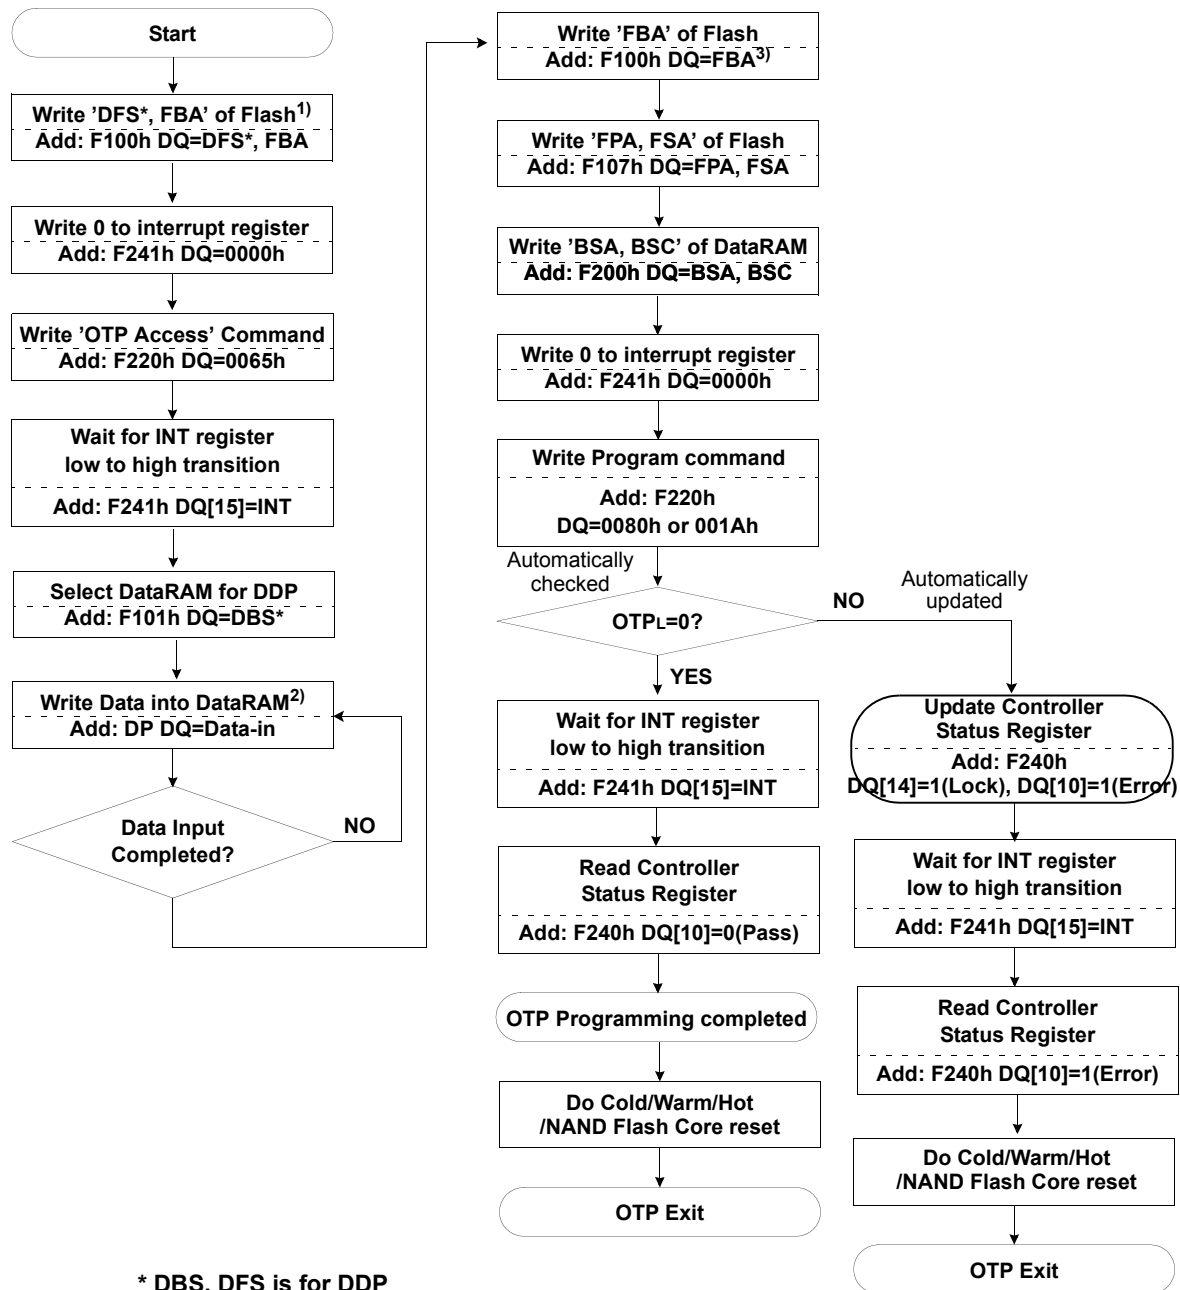 Start
Write ’DFS*, FBA’ of Flash1)
Add: F100h DQ=DFS*, FBA
Write 0 to interrupt register
Add: F241h DQ=0000h
Write ’OTP Access’ Command
Add: F220h DQ=0065h
Wait for INT register
low to high transition
Add: F241h DQ[15]=INT
Select DataRAM for DDP
Add: F101h DQ=DBS*
Write Data into DataRAM2)
Add: DP DQ=Data-in
Data Input
Completed?
NO
Write ’FBA’ of Flash
Add: F100h DQ=FBA3)
Write ’FPA, FSA’ of Flash
Add: F107h DQ=FPA, FSA
Write ’BSA, BSC’ of DataRAM
Add: F200h DQ=BSA, BSC
Write 0 to interrupt register
Add: F241h DQ=0000h
Write Program command
Add: F220h
DQ=0080h or 001Ah
Automatically
checked
OTPL=0?
YES
Wait for INT register
low to high transition
Add: F241h DQ[15]=INT
Read Controller
Status Register
Add: F240h DQ[10]=0(Pass)
OTP Programming completed
Do Cold/Warm/Hot
/NAND Flash Core reset
OTP Exit
NO
Automatically
updated
Update Controller
Status Register
Add: F240h
DQ[14]=1(Lock), DQ[10]=1(Error)
Wait for INT register
low to high transition
Add: F241h DQ[15]=INT
Read Controller
Status Register
Add: F240h DQ[10]=1(Error)
Do Cold/Warm/Hot
/NAND Flash Core reset
OTP Exit
* DBS, DFS is for DDP